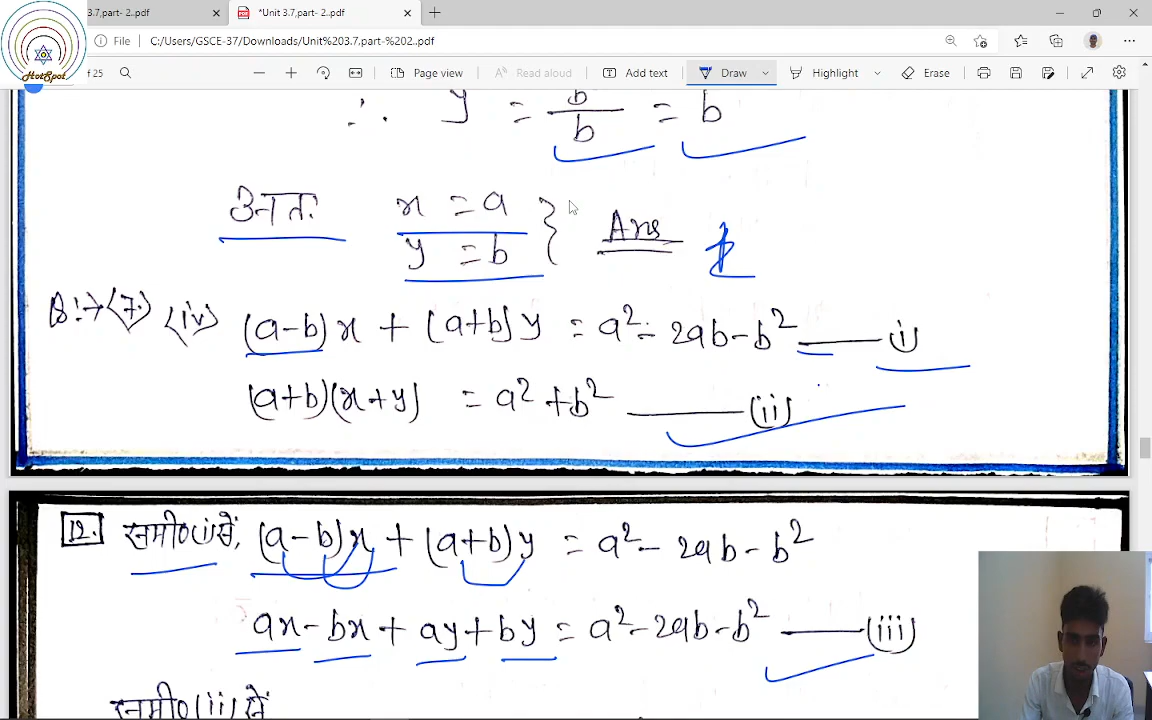 3.7,part- 2..pdf
*Unit 3.7,part- 2..pdf
HotSpot
File C:/Users/GSCE-37/Downloads/Unit%203.7,part-%202..pdf
of 25 Page view Read aloud Add text Draw Highlight Erase
∴ y = b/b = b
अतः x = a
y = b } Ans
Q:→(7) (iv) (a-b)x + (a+b)y = a² - 2ab - b² —— (i)
(a+b)(x+y) = a² + b² —— (ii)
12. समी० (i) से, (a-b)x + (a+b)y = a² - 2ab - b²
ax - bx + ay + by = a² - 2ab - b² —— (iii)
समी० (ii) से